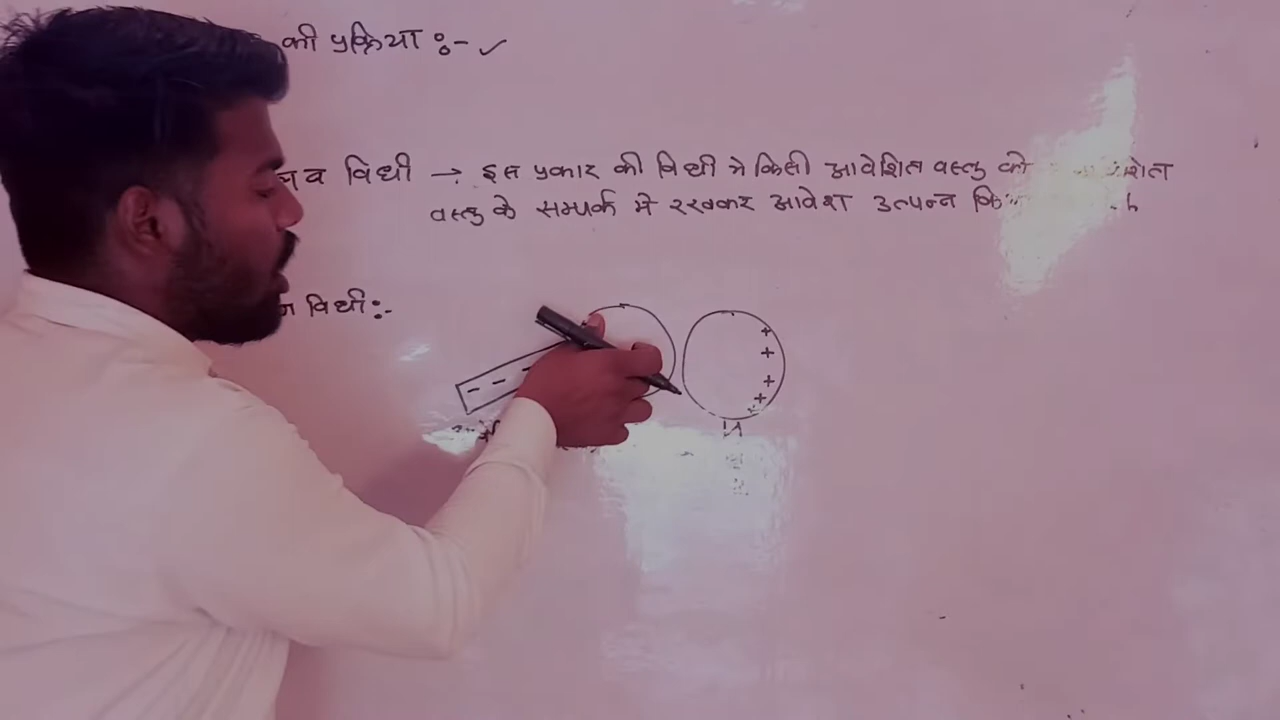 की प्रक्रिया :- ✓
विधी → इस प्रकार की विधी मे किसी आवेशित वस्तु को
वस्तु के सम्पर्क मे रखकर आवेश उत्पन्न
विधी:-
- -
+
+
+
+